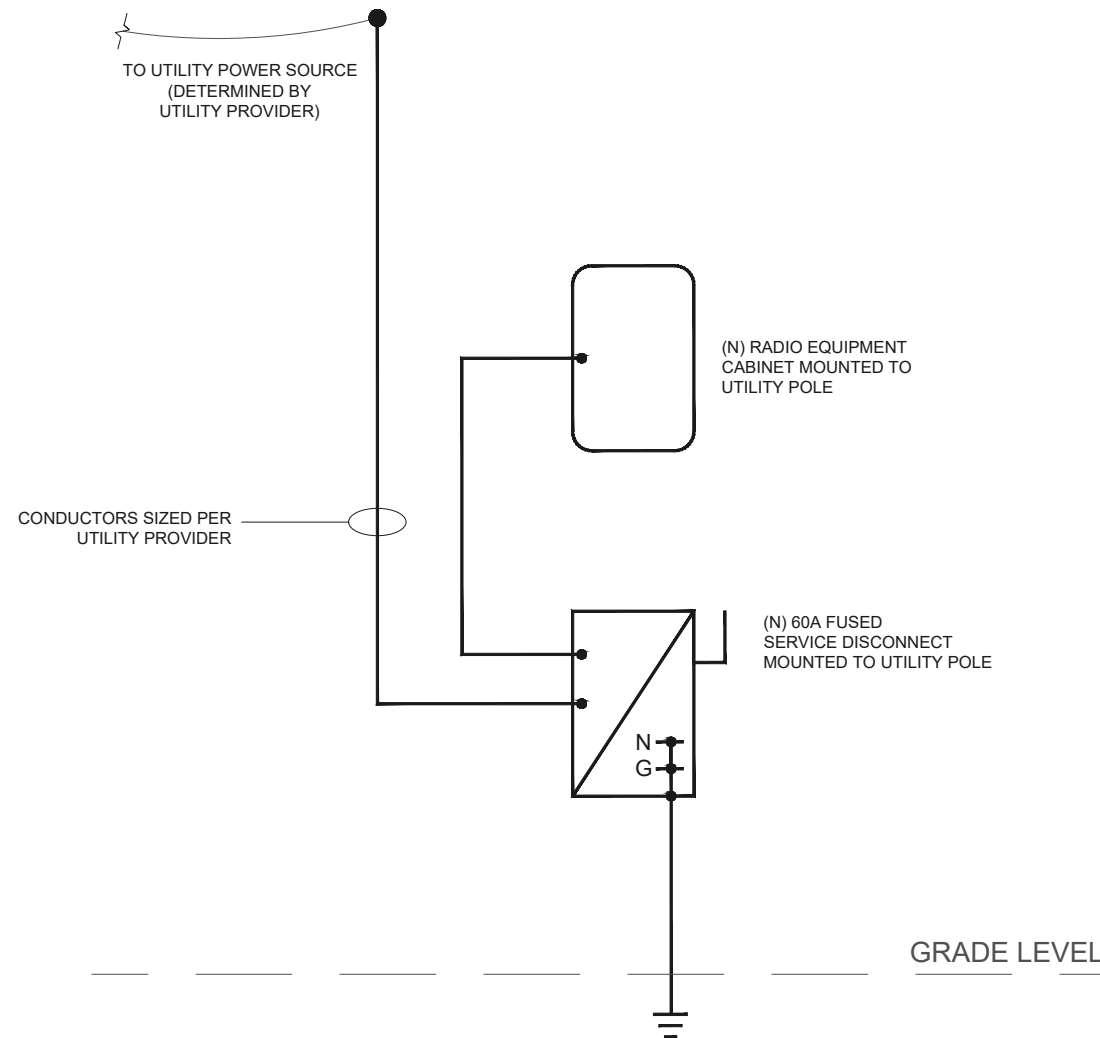 TO UTILITY POWER SOURCE
(DETERMINED BY
UTILITY PROVIDER)
(N) RADIO EQUIPMENT
CABINET MOUNTED TO
UTILITY POLE
CONDUCTORS SIZED PER
UTILITY PROVIDER
(N) 60A FUSED
SERVICE DISCONNECT
MOUNTED TO UTILITY POLE
N
G
GRADE LEVEL